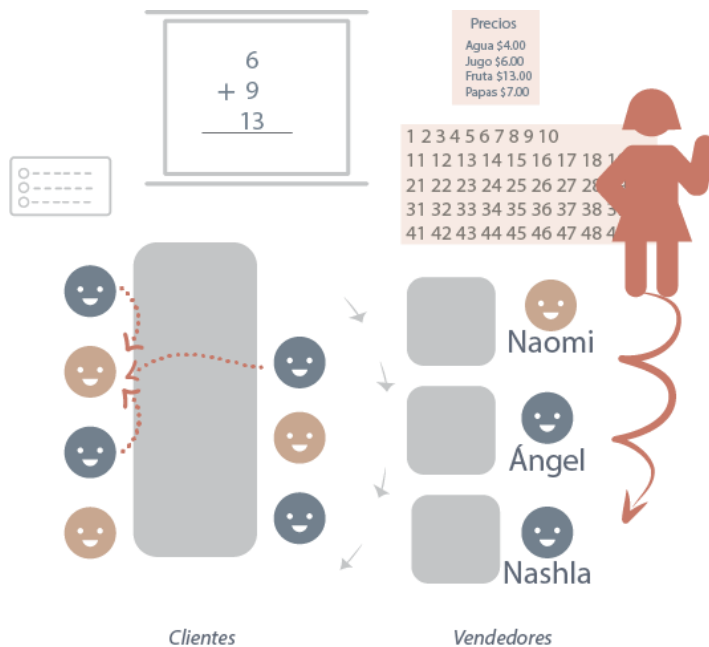 6
+ 9
13
Precios
Agua $4.00
Jugo $6.00
Fruta $13.00
Papas $7.00
1 2 3 4 5 6 7 8 9 10
11 12 13 14 15 16 17 18
21 22 23 24 25 26 27 28
31 32 33 34 35 36 37 38
41 42 43 44 45 46 47 48
Naomi
Ángel
Nashla
Clientes
Vendedores